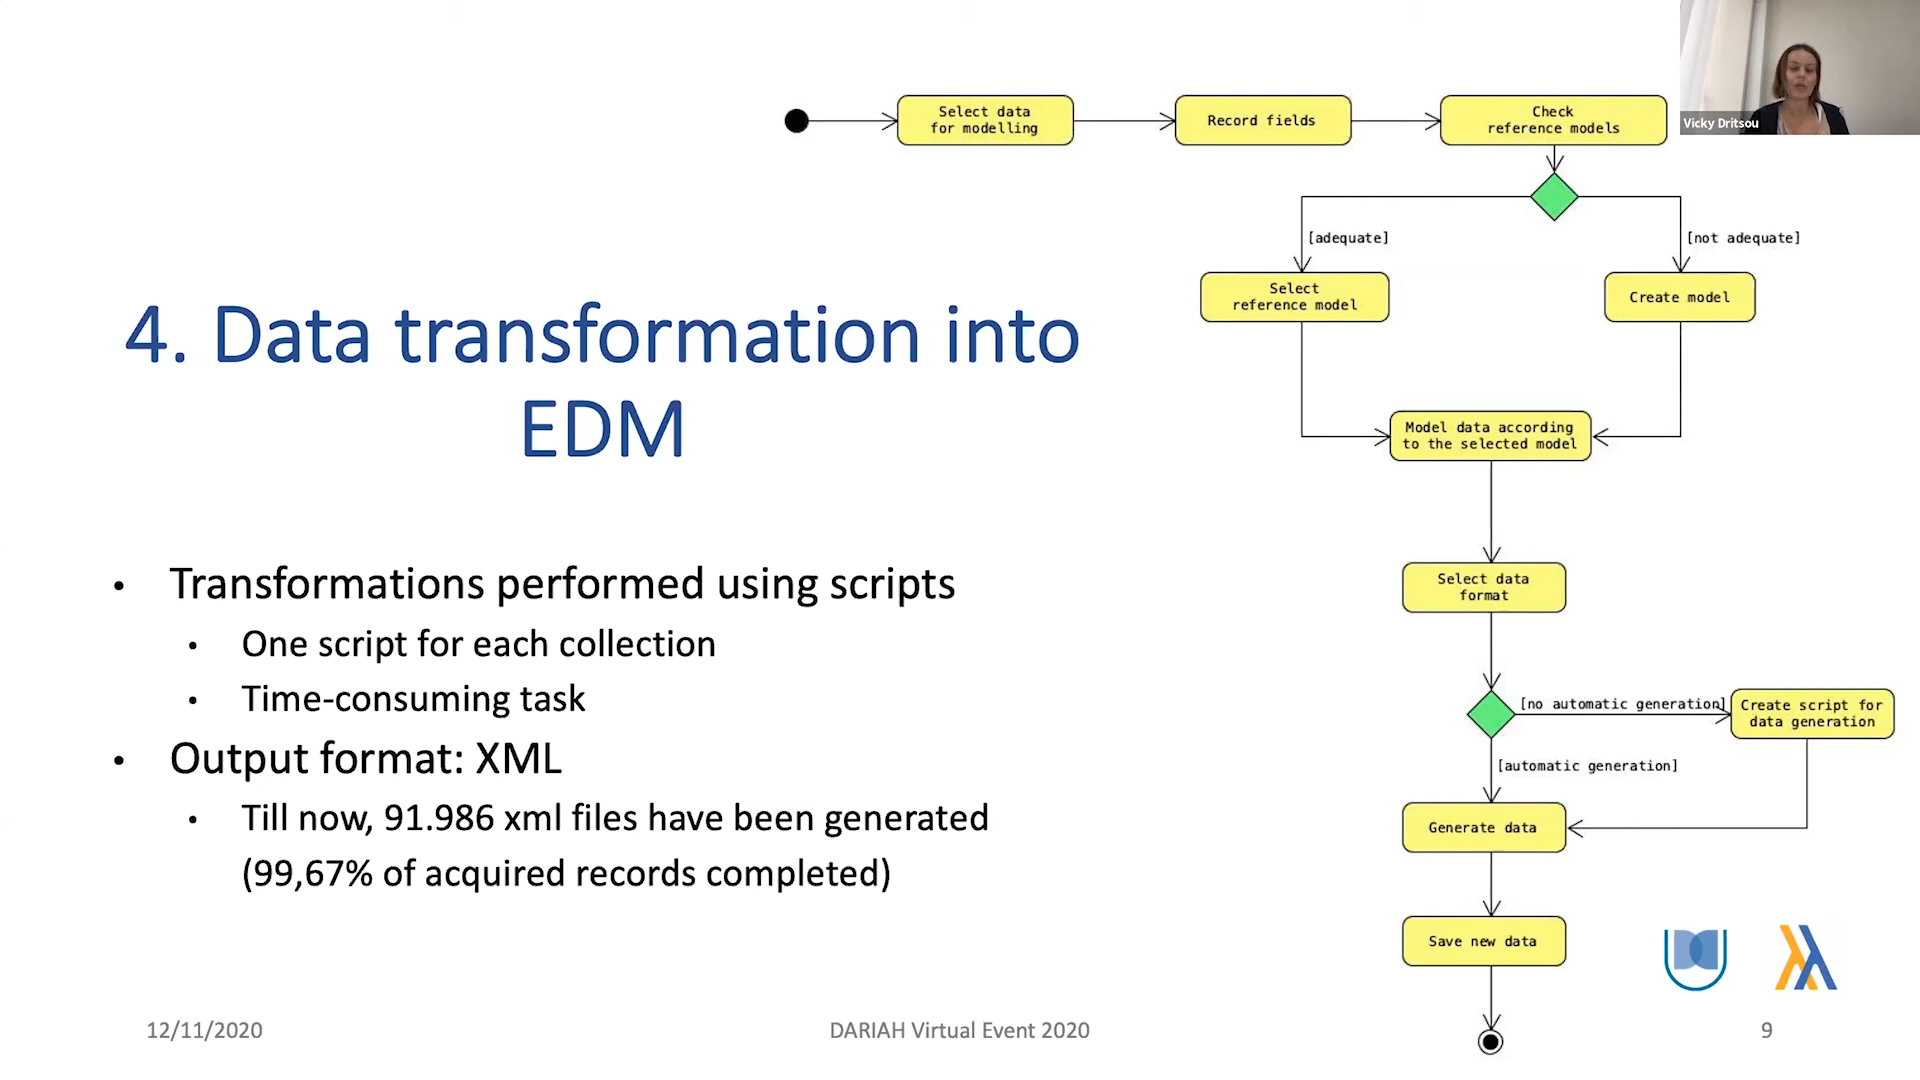 Vicky Dritsou
Select data
for modelling
Record fields
Check
reference models
[adequate]
[not adequate]
Select
reference model
Create model
4. Data transformation into
EDM
Model data according
to the selected model
• Transformations performed using scripts
• One script for each collection
• Time-consuming task
• Output format: XML
• Till now, 91.986 xml files have been generated
(99,67% of acquired records completed)
Select data
format
[no automatic generation]
Create script for
data generation
[automatic generation]
Generate data
Save new data
12/11/2020
DARIAH Virtual Event 2020
9